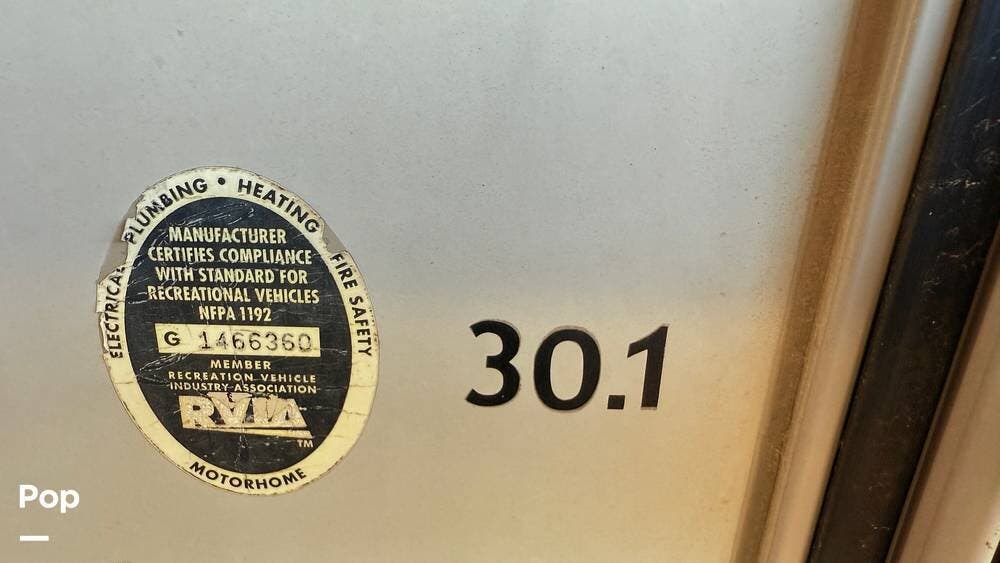 PLUMBING • HEATING
ELECTRICAL
FIRE SAFETY
MANUFACTURER
CERTIFIES COMPLIANCE
WITH STANDARD FOR
RECREATIONAL VEHICLES
NFPA 1192
G 1466360
MEMBER
RECREATION VEHICLE
INDUSTRY ASSOCIATION
RVIA
TM
MOTORHOME
30.1
Pop